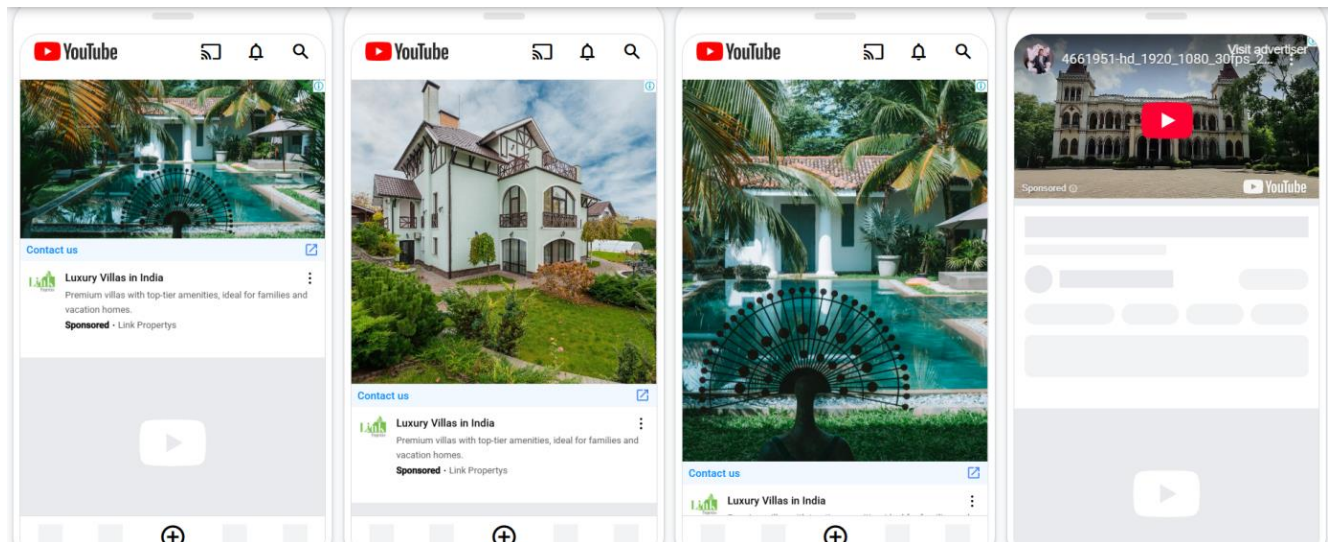 YouTube
Contact us
Link
Luxury Villas in India
Premium villas with top-tier amenities, ideal for families and
vacation homes.
Sponsored · Link Propertys
YouTube
Contact us
Link
Luxury Villas in India
Premium villas with top-tier amenities, ideal for families and
vacation homes.
Sponsored · Link Propertys
YouTube
Contact us
Link
Luxury Villas in India
Visit advertiser
4661951-hd_1920_1080_30fps_2...
Sponsored
YouTube